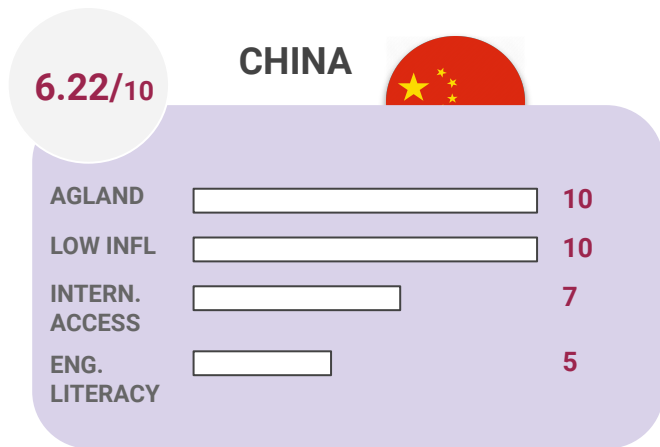 CHINA
6.22/10
AGLAND 10
LOW INFL 10
INTERN. 7
ACCESS
ENG. 5
LITERACY